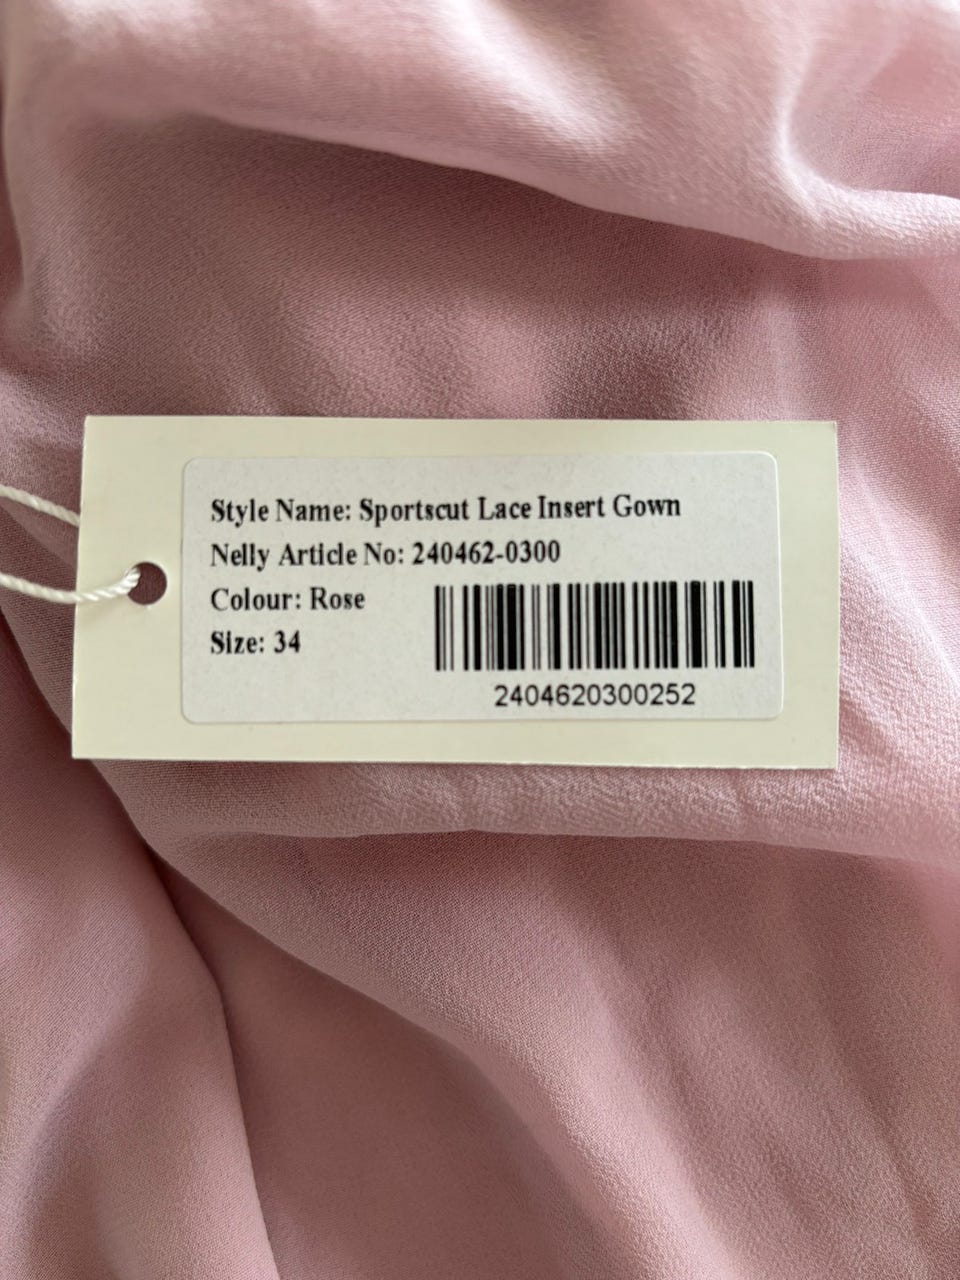 Style Name: Sportscut Lace Insert Gown
Nelly Article No: 240462-0300
Colour: Rose
Size: 34
2404620300252